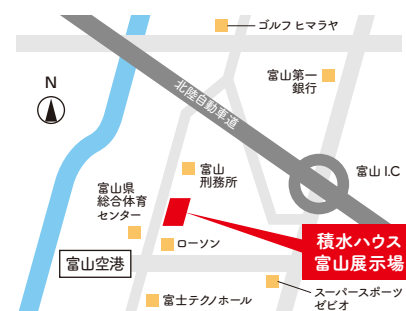 ゴルフ ヒマラヤ
富山第一
銀行
N
北陸自動車道
富山 I.C
富山
刑務所
富山県
総合体育
センター
積水ハウス
富山展示場
ローソン
富山空港
富士テクノホール
スーパースポーツ
ゼビオ